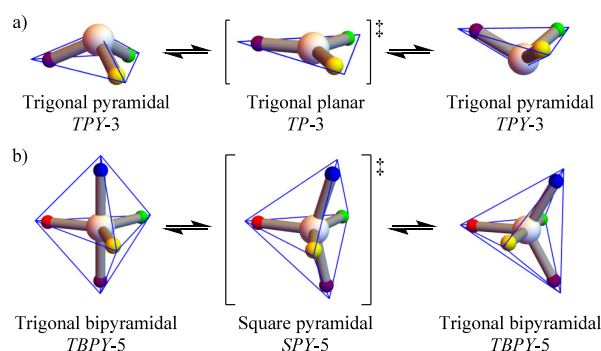 a)
‡
Trigonal pyramidal Trigonal planar Trigonal pyramidal
TPY-3 TP-3 TPY-3
b)
‡
Trigonal bipyramidal Square pyramidal Trigonal bipyramidal
TBPY-5 SPY-5 TBPY-5